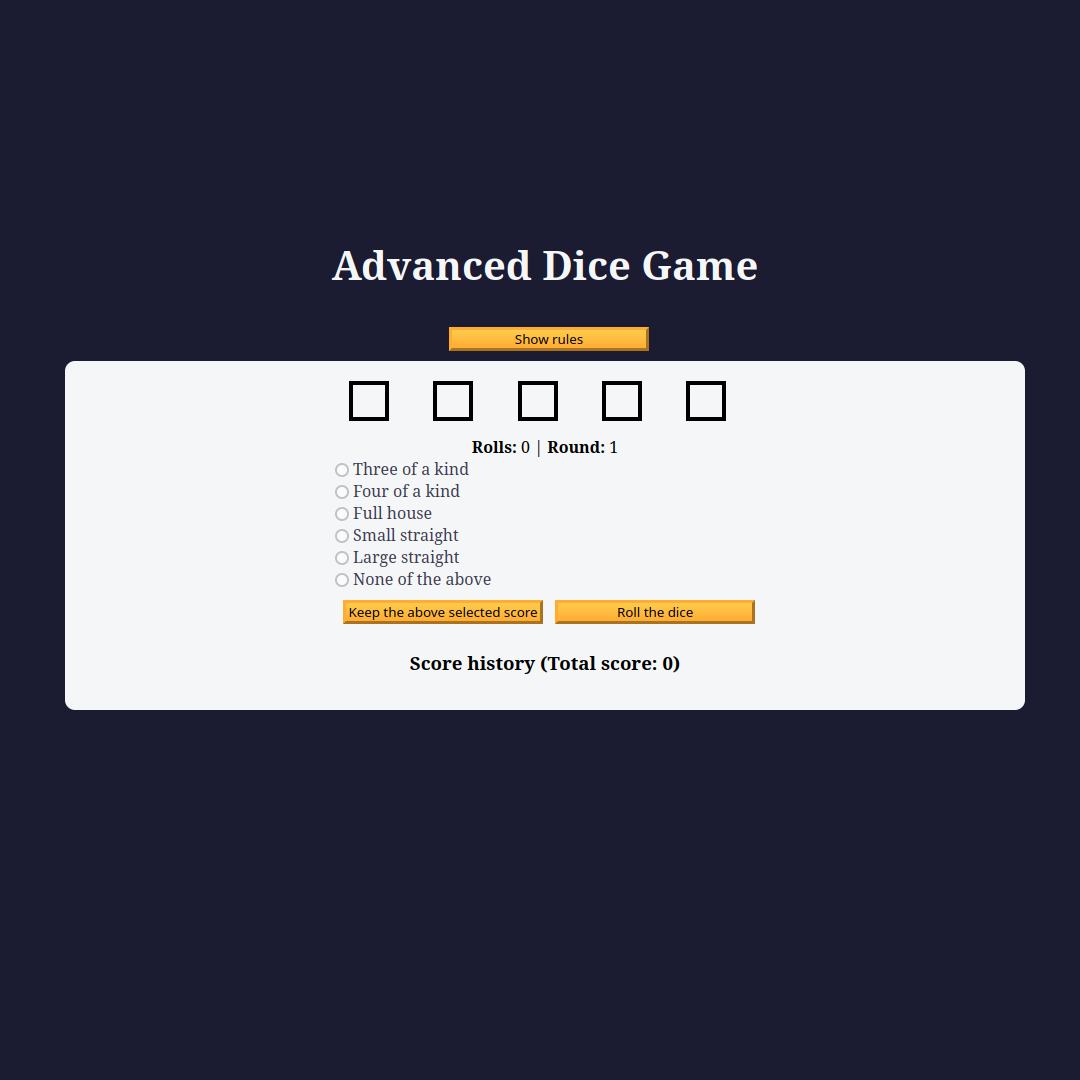 Advanced Dice Game
Show rules
Rolls: 0 | Round: 1
Three of a kind
Four of a kind
Full house
Small straight
Large straight
None of the above
Keep the above selected score
Roll the dice
Score history (Total score: 0)